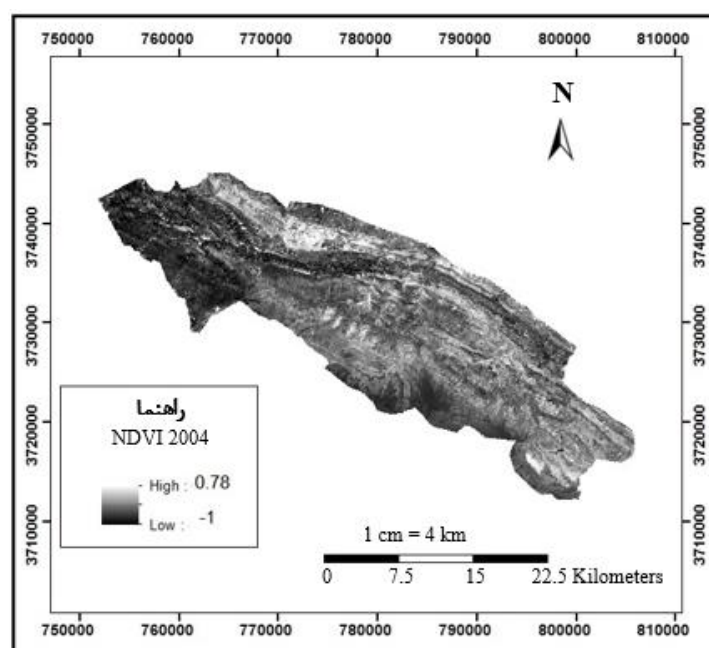 750000 760000 770000 780000 790000 800000 810000
N
3750000 3750000
3740000 3740000
3730000 3730000
3720000 3720000
3710000 3710000
راهنما
NDVI 2004
High : 0.78
Low : -1
1 cm = 4 km
0 7.5 15 22.5 Kilometers
750000 760000 770000 780000 790000 800000 810000